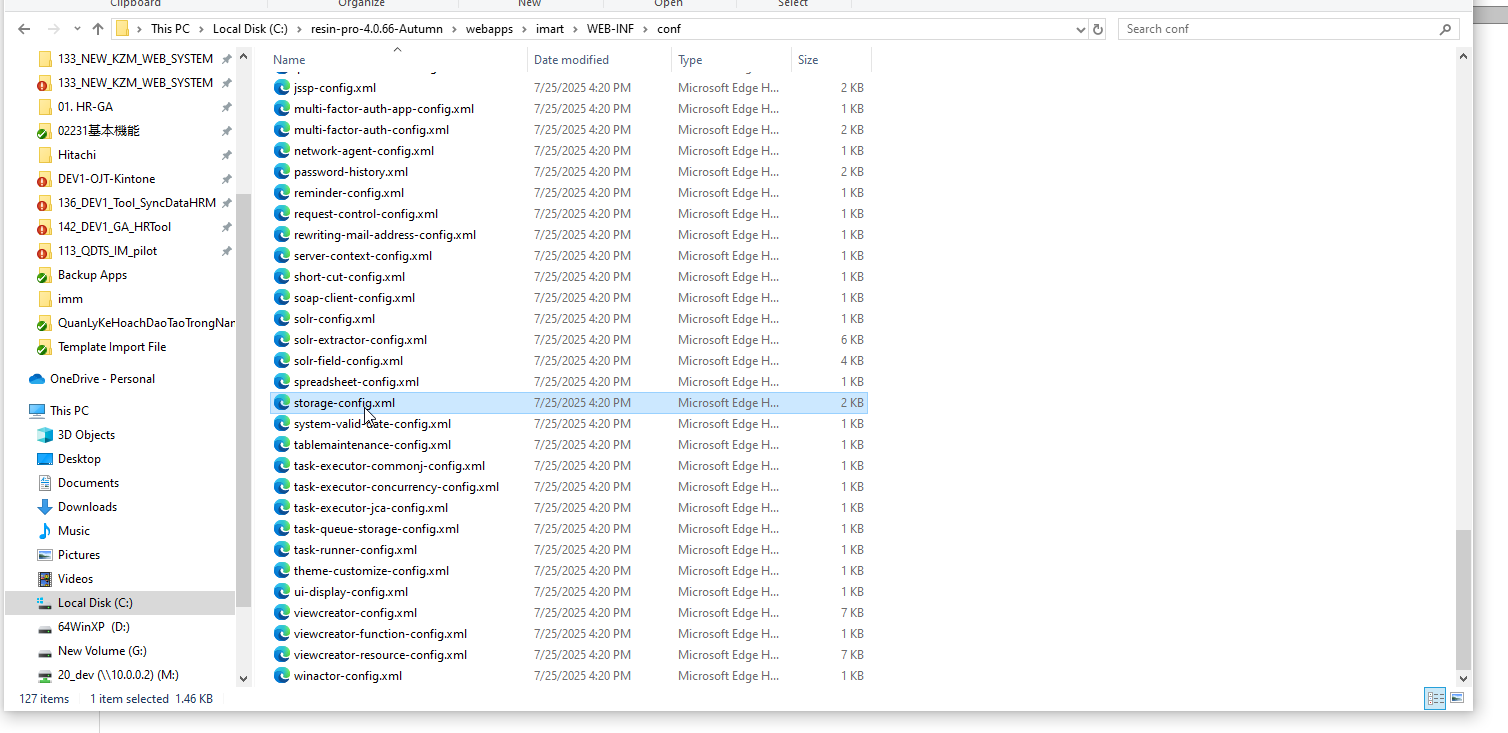 Clipboard Organize New Open Select
This PC Local Disk (C:) resin-pro-4.0.66-Autumn webapps imart WEB-INF conf Search conf
133_NEW_KZM_WEB_SYSTEM
133_NEW_KZM_WEB_SYSTEM
01. HR-GA
02231基本機能
Hitachi
DEV1-OJT-Kintone
136_DEV1_Tool_SyncDataHRM
142_DEV1_GA_HRTool
113_QDTS_IM_pilot
Backup Apps
imm
QuanLyKeHoachDaoTaoTrongNar
Template Import File
OneDrive - Personal
This PC
3D Objects
Desktop
Documents
Downloads
Music
Pictures
Videos
Local Disk (C:)
64WinXP (D:)
New Volume (G:)
20_dev (\\10.0.0.2) (M:)
Name Date modified Type Size
jssp-config.xml 7/25/2025 4:20 PM Microsoft Edge H... 2 KB
multi-factor-auth-app-config.xml 7/25/2025 4:20 PM Microsoft Edge H... 1 KB
multi-factor-auth-config.xml 7/25/2025 4:20 PM Microsoft Edge H... 2 KB
network-agent-config.xml 7/25/2025 4:20 PM Microsoft Edge H... 1 KB
password-history.xml 7/25/2025 4:20 PM Microsoft Edge H... 2 KB
reminder-config.xml 7/25/2025 4:20 PM Microsoft Edge H... 1 KB
request-control-config.xml 7/25/2025 4:20 PM Microsoft Edge H... 1 KB
rewriting-mail-address-config.xml 7/25/2025 4:20 PM Microsoft Edge H... 1 KB
server-context-config.xml 7/25/2025 4:20 PM Microsoft Edge H... 1 KB
short-cut-config.xml 7/25/2025 4:20 PM Microsoft Edge H... 1 KB
soap-client-config.xml 7/25/2025 4:20 PM Microsoft Edge H... 1 KB
solr-config.xml 7/25/2025 4:20 PM Microsoft Edge H... 1 KB
solr-extractor-config.xml 7/25/2025 4:20 PM Microsoft Edge H... 6 KB
solr-field-config.xml 7/25/2025 4:20 PM Microsoft Edge H... 4 KB
spreadsheet-config.xml 7/25/2025 4:20 PM Microsoft Edge H... 1 KB
storage-config.xml 7/25/2025 4:20 PM Microsoft Edge H... 2 KB
system-valid-date-config.xml 7/25/2025 4:20 PM Microsoft Edge H... 1 KB
tablemaintenance-config.xml 7/25/2025 4:20 PM Microsoft Edge H... 1 KB
task-executor-commonj-config.xml 7/25/2025 4:20 PM Microsoft Edge H... 1 KB
task-executor-concurrency-config.xml 7/25/2025 4:20 PM Microsoft Edge H... 1 KB
task-executor-jca-config.xml 7/25/2025 4:20 PM Microsoft Edge H... 1 KB
task-queue-storage-config.xml 7/25/2025 4:20 PM Microsoft Edge H... 1 KB
task-runner-config.xml 7/25/2025 4:20 PM Microsoft Edge H... 1 KB
theme-customize-config.xml 7/25/2025 4:20 PM Microsoft Edge H... 1 KB
ui-display-config.xml 7/25/2025 4:20 PM Microsoft Edge H... 1 KB
viewcreator-config.xml 7/25/2025 4:20 PM Microsoft Edge H... 7 KB
viewcreator-function-config.xml 7/25/2025 4:20 PM Microsoft Edge H... 1 KB
viewcreator-resource-config.xml 7/25/2025 4:20 PM Microsoft Edge H... 7 KB
winactor-config.xml 7/25/2025 4:20 PM Microsoft Edge H... 1 KB
127 items 1 item selected 1.46 KB